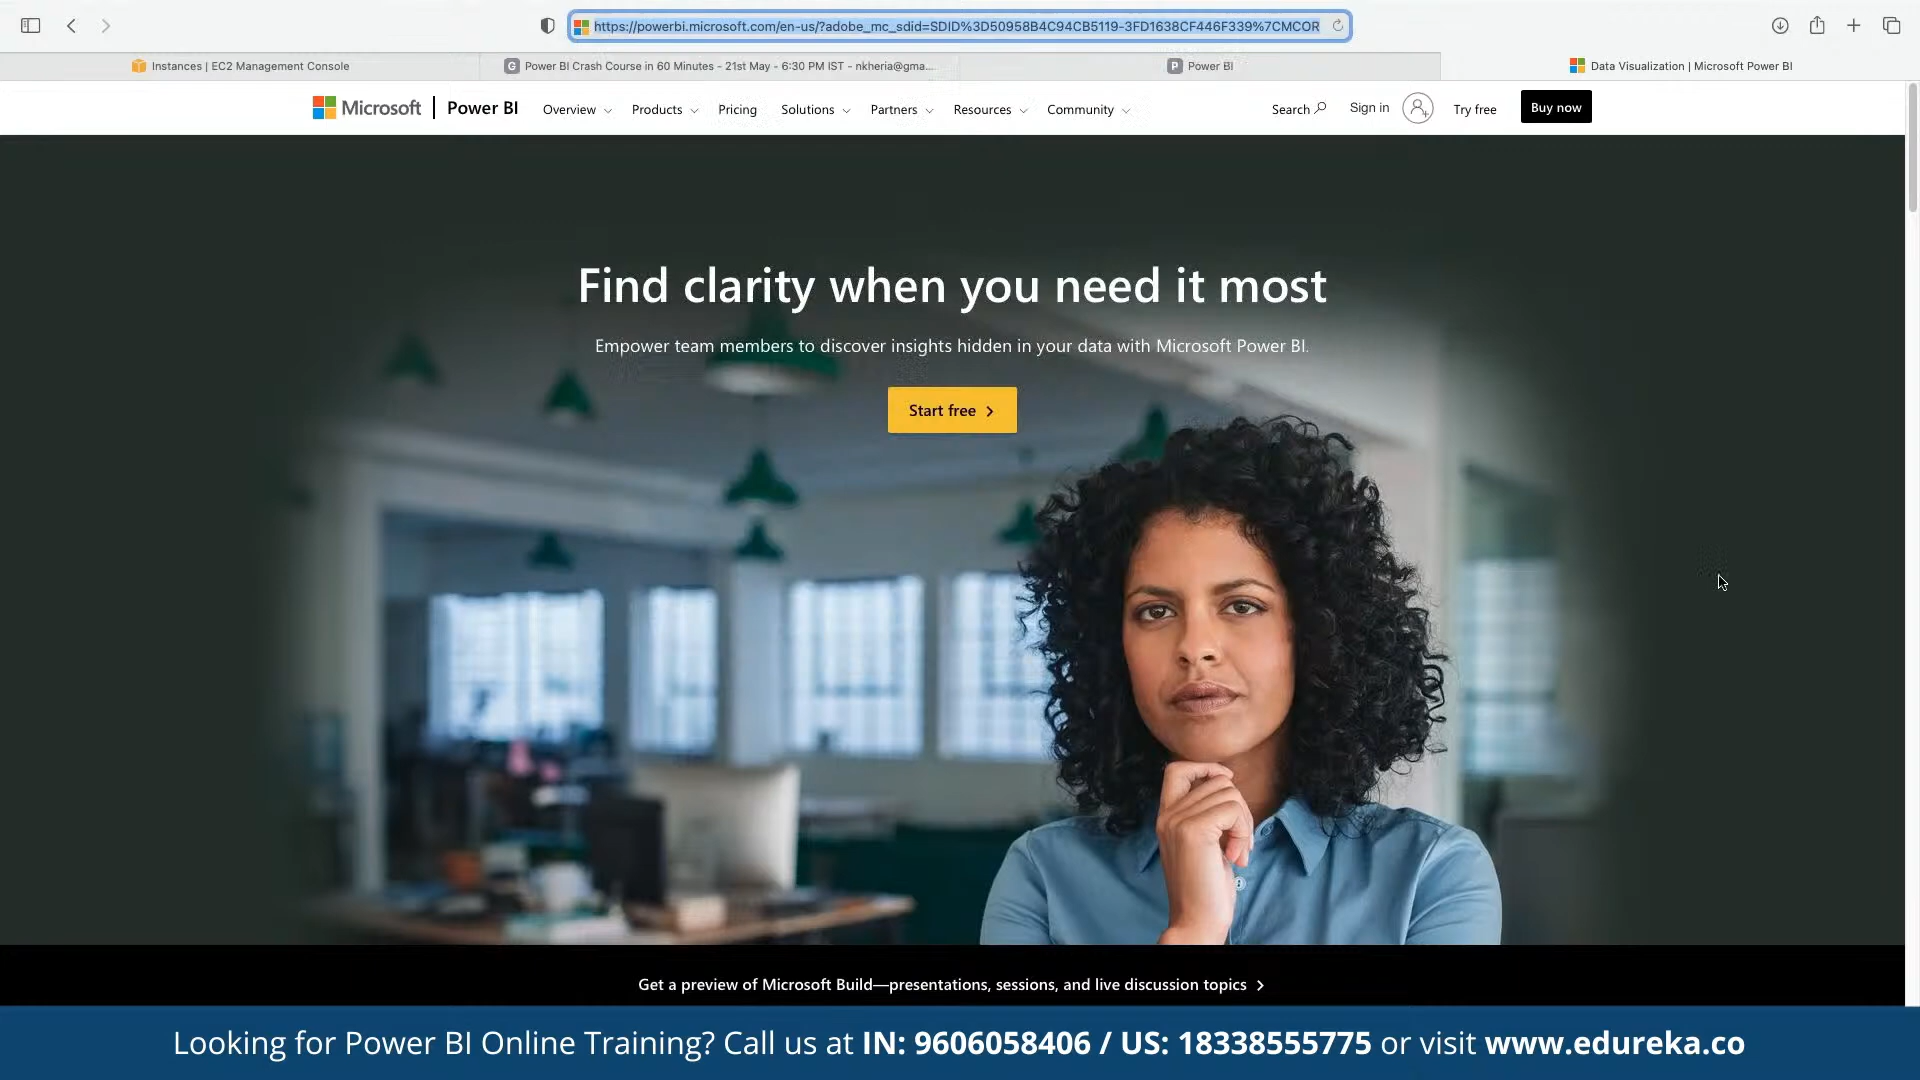 https://powerbi.microsoft.com/en-us/?adobe_mc_sdid=SDID%3D50958B4C94CB5119-3FD1638CF446F339%7CMCOR
Instances | EC2 Management Console
Power BI Crash Course in 60 Minutes - 21st May - 6:30 PM IST - nkheria@gma...
P Power BI
Data Visualization | Microsoft Power BI
Microsoft | Power BI Overview Products Pricing Solutions Partners Resources Community Search Sign in Try free Buy now
Find clarity when you need it most
Empower team members to discover insights hidden in your data with Microsoft Power BI.
Start free
Get a preview of Microsoft Build—presentations, sessions, and live discussion topics
Looking for Power BI Online Training? Call us at IN: 9606058406 / US: 18338555775 or visit www.edureka.co